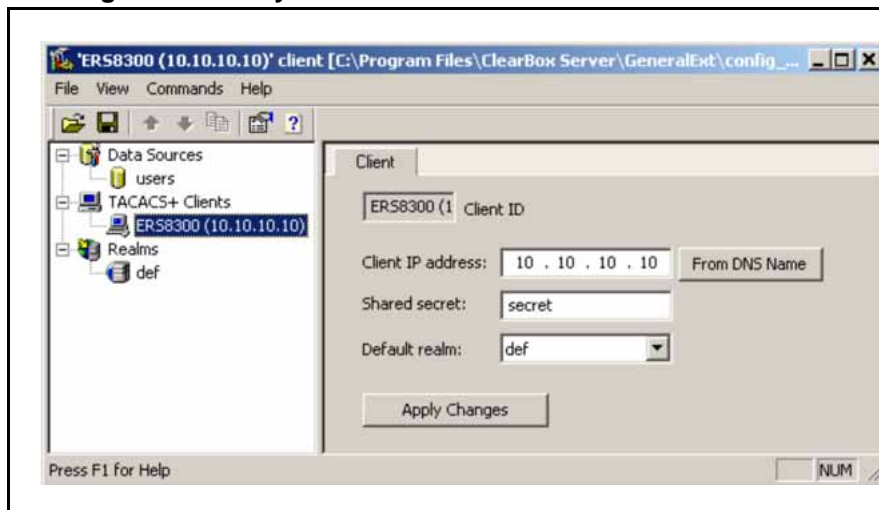 'ERS8300 (10.10.10.10)' client [C:\Program Files\ClearBox Server\GeneralExt\config_...
File View Commands Help
Data Sources
users
TACACS+ Clients
ERS8300 (10.10.10.10)
Realms
def
Client
ERS8300 (1 Client ID
Client IP address: 10 . 10 . 10 . 10 From DNS Name
Shared secret: secret
Default realm: def
Apply Changes
Press F1 for Help NUM